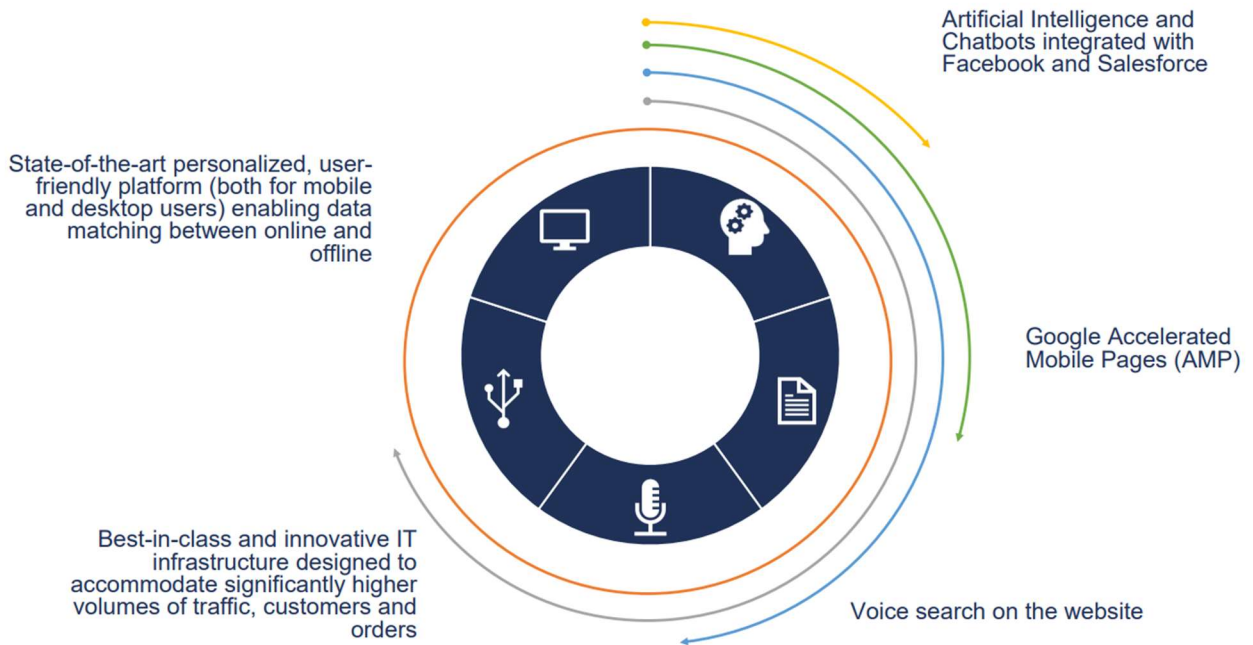 Artificial Intelligence and
Chatbots integrated with
Facebook and Salesforce
State-of-the-art personalized, user-
friendly platform (both for mobile
and desktop users) enabling data
matching between online and
offline
Google Accelerated
Mobile Pages (AMP)
Best-in-class and innovative IT
infrastructure designed to
accommodate significantly higher
volumes of traffic, customers and
orders
Voice search on the website